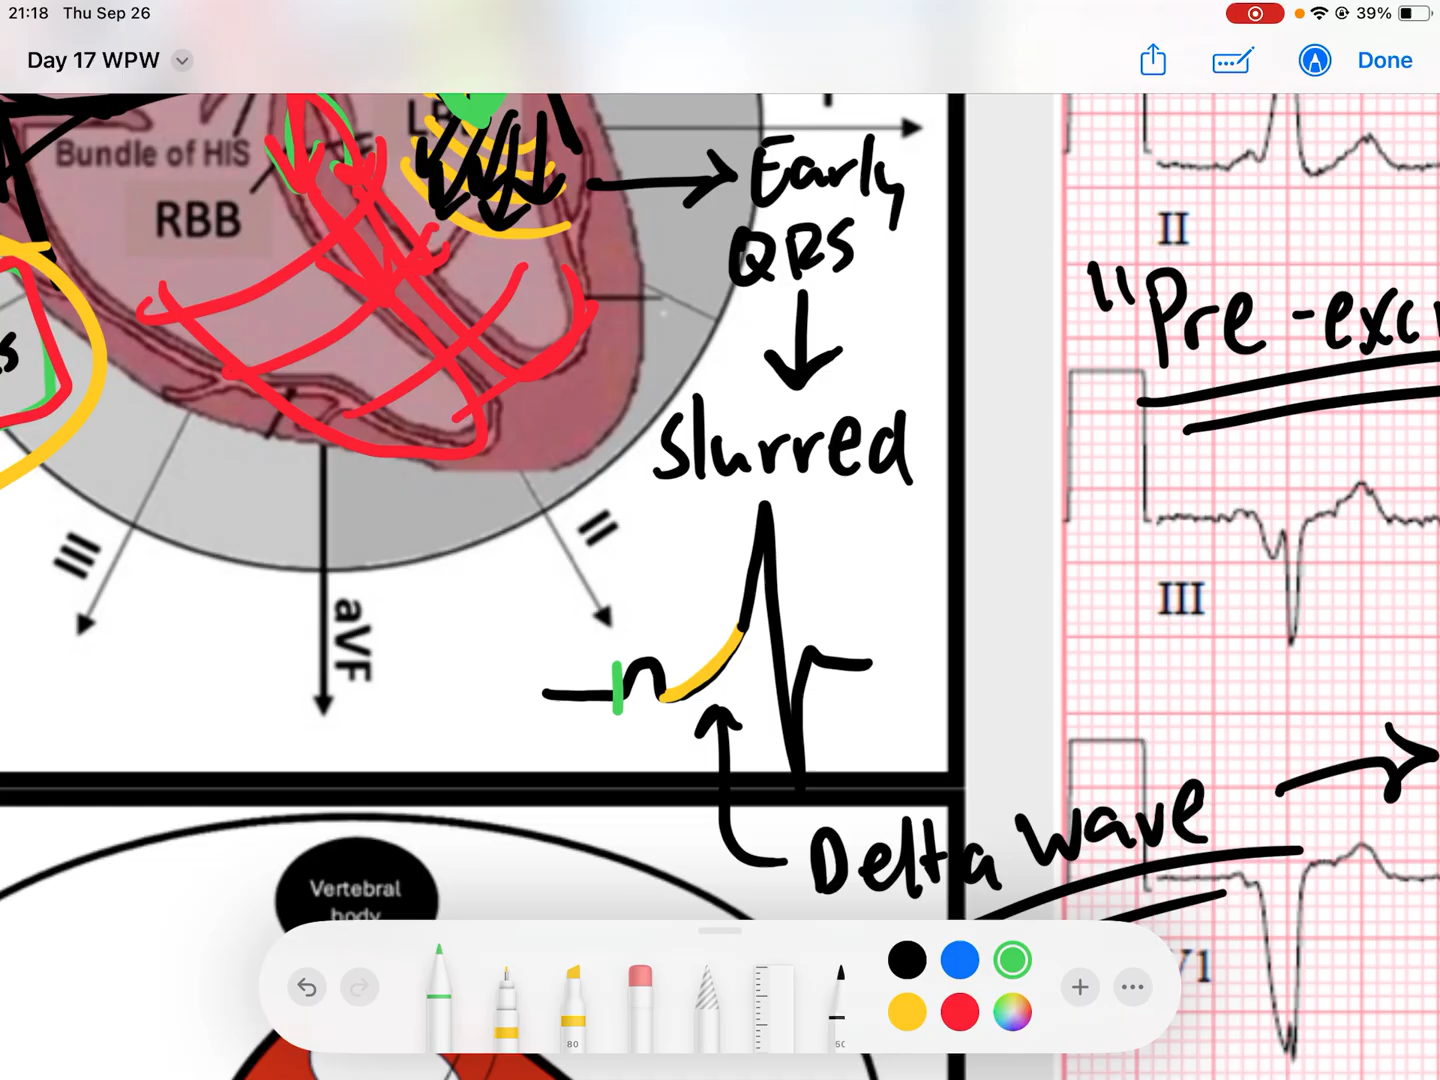 21:18 Thu Sep 26
39%
Day 17 WPW
Done
Bundle of HIS
RBB
Early
QRS
Slurred
II
"Pre-exc
III
II
aVF
III
Delta wave
Vertebral
body
V1
80
50